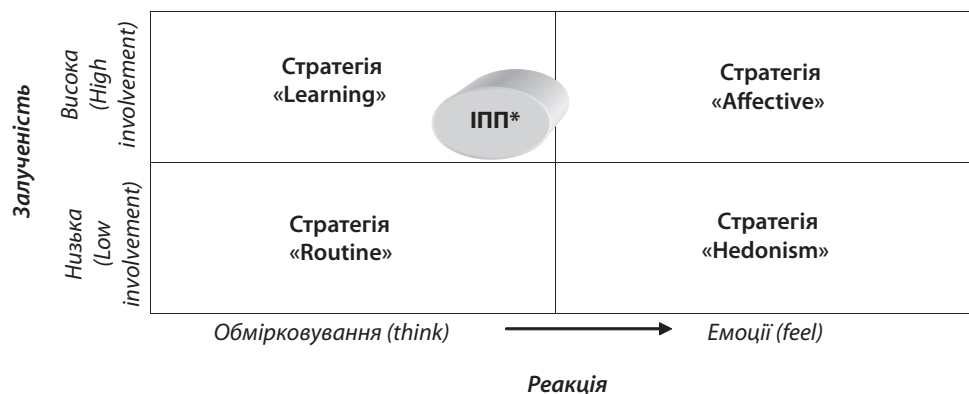 Залученість
Висока
(High
involvement)
Стратегія
«Learning»
ІПП*
Стратегія
«Affective»
Низька
(Low
involvement)
Стратегія
«Routine»
Стратегія
«Hedonism»
Обмірковування (think)
Емоції (feel)
Реакція